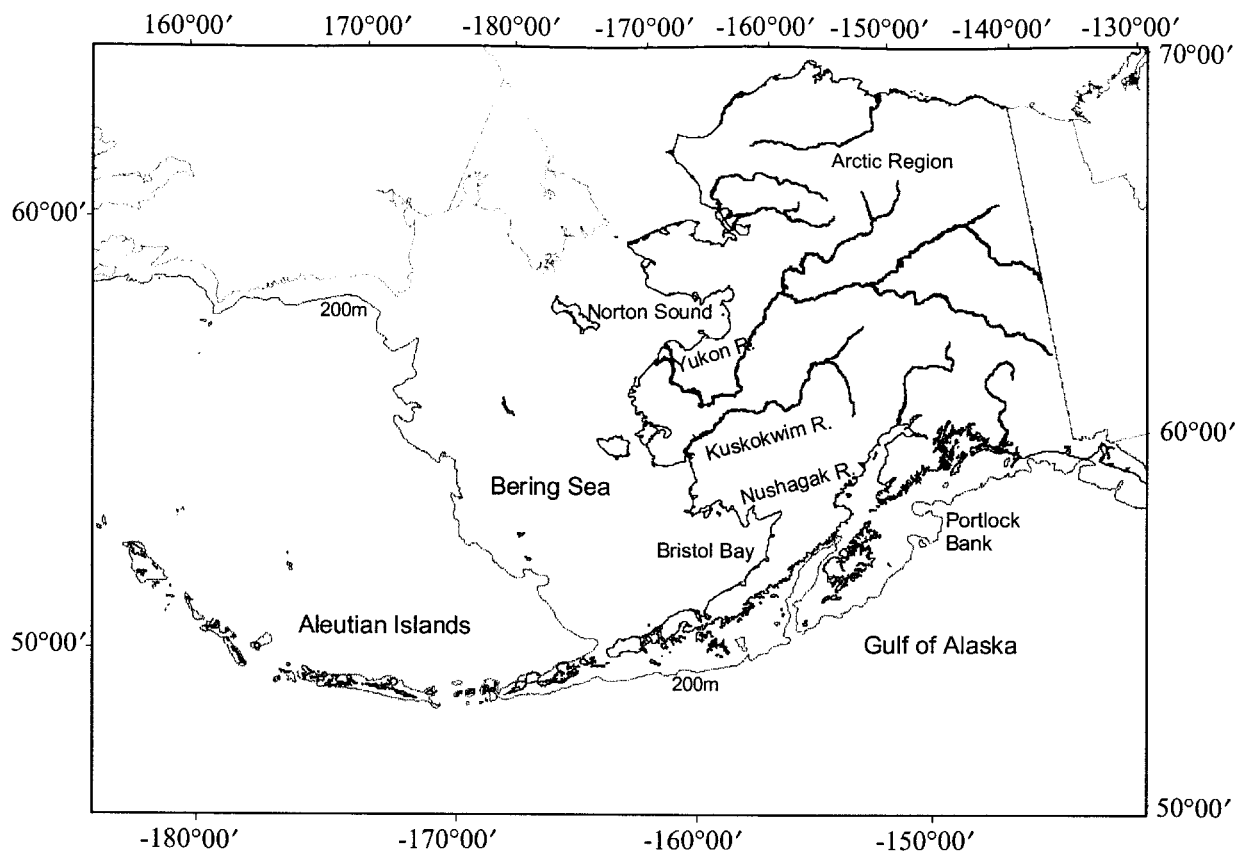 160°00′ 170°00′ -180°00′ -170°00′ -160°00′ -150°00′ -140°00′ -130°00′
70°00′
Arctic Region
60°00′
200m
Norton Sound
Yukon R.
Kuskokwim R.
60°00′
Bering Sea
Nushagak R.
Portlock
Bank
Bristol Bay
Aleutian Islands
50°00′
Gulf of Alaska
200m
50°00′
-180°00′ -170°00′ -160°00′ -150°00′